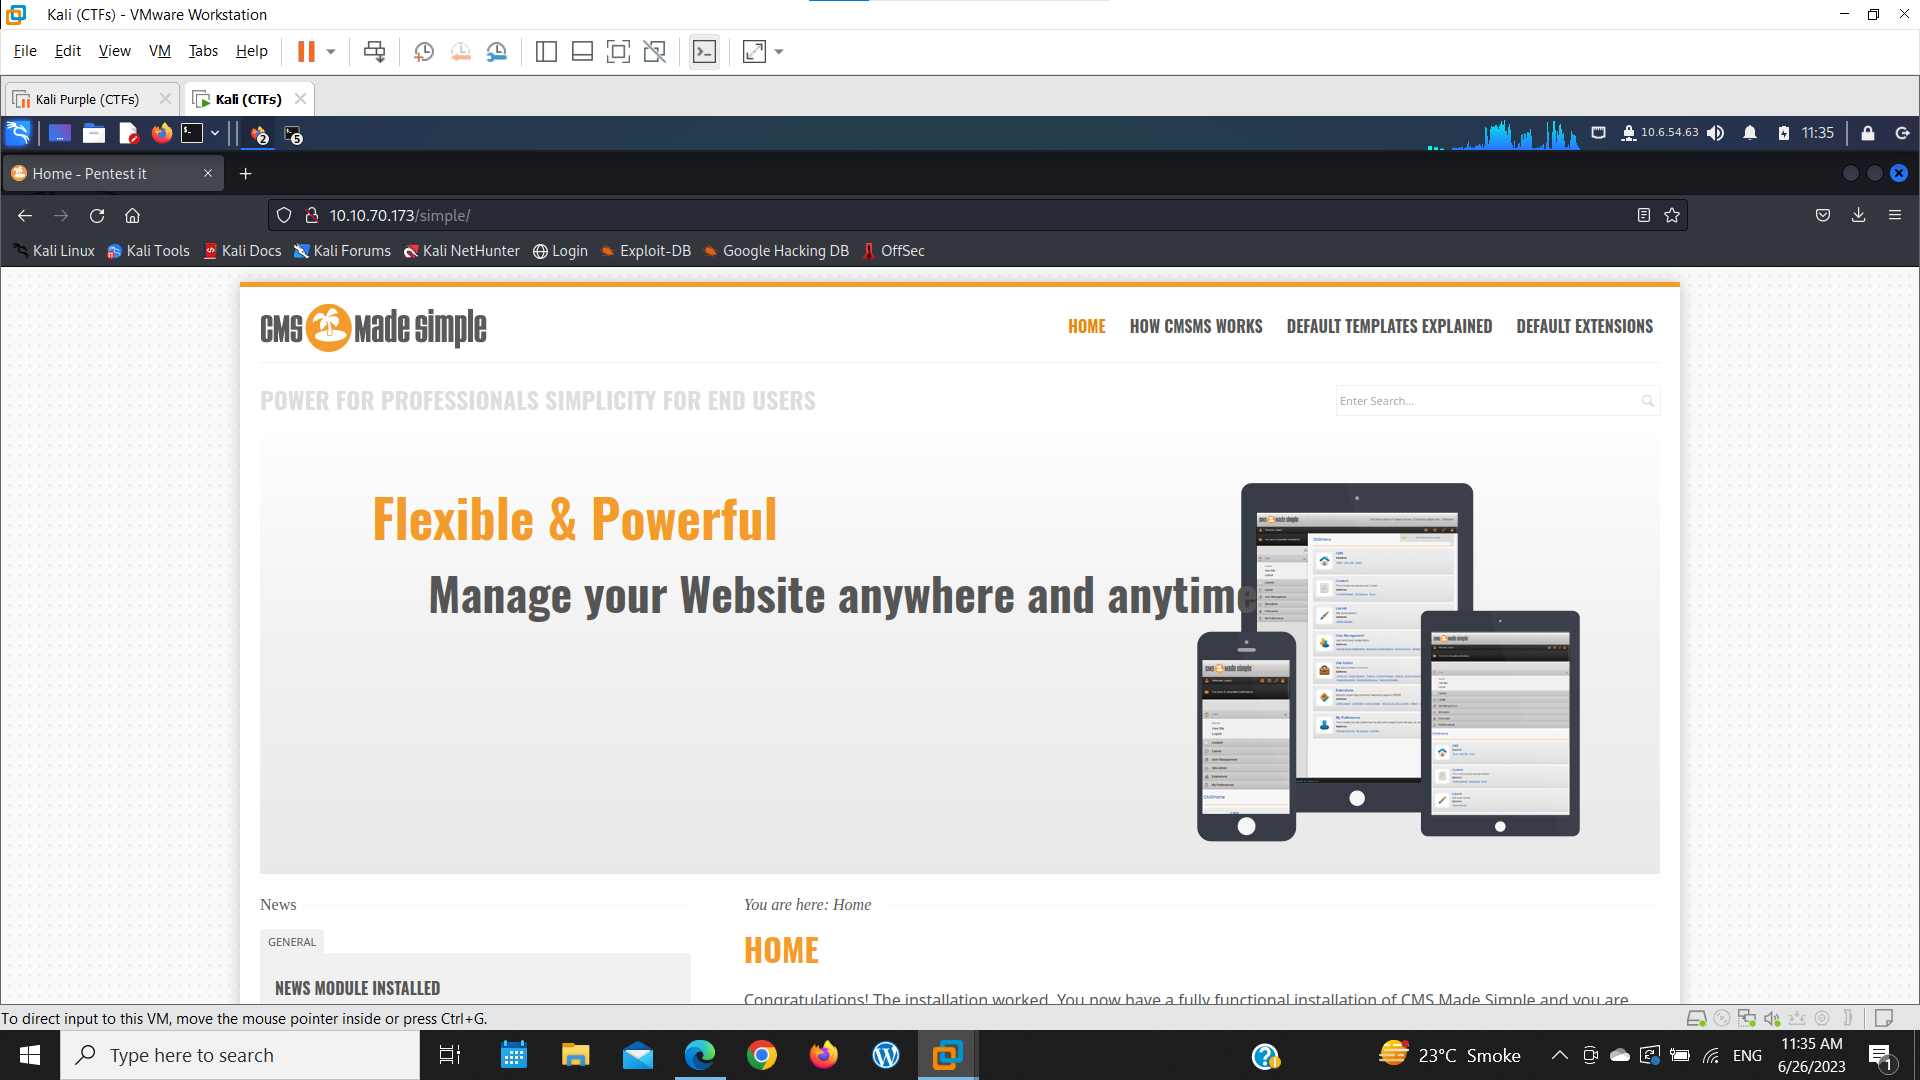 Kali (CTFs) - VMware Workstation
File Edit View VM Tabs Help
Kali Purple (CTFs) Kali (CTFs)
2 5 10.6.54.63 11:35
Home - Pentest it
10.10.70.173/simple/
Kali Linux Kali Tools Kali Docs Kali Forums Kali NetHunter Login Exploit-DB Google Hacking DB OffSec
CMS Made Simple
HOME HOW CMSMS WORKS DEFAULT TEMPLATES EXPLAINED DEFAULT EXTENSIONS
POWER FOR PROFESSIONALS SIMPLICITY FOR END USERS
Enter Search...
Flexible & Powerful
Manage your Website anywhere and anytime
News
You are here: Home
GENERAL
HOME
NEWS MODULE INSTALLED
Congratulations! The installation worked. You now have a fully functional installation of CMS Made Simple and you are
To direct input to this VM, move the mouse pointer inside or press Ctrl+G.
Type here to search
23°C Smoke
ENG
11:35 AM
6/26/2023
1